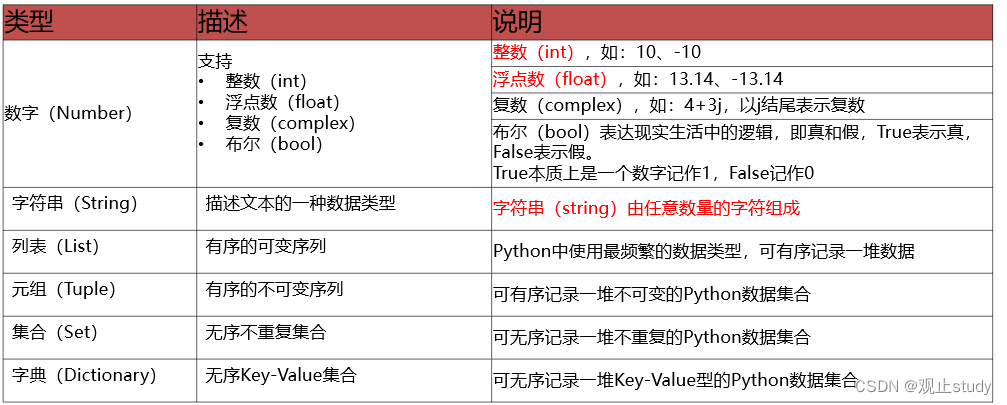 类型 描述 说明
数字（Number）
支持
• 整数（int）
• 浮点数（float）
• 复数（complex）
• 布尔（bool）
整数（int），如：10、-10
浮点数（float），如：13.14、-13.14
复数（complex），如：4+3j，以j结尾表示复数
布尔（bool）表达现实生活中的逻辑，即真和假，True表示真，
False表示假。
True本质上是一个数字记作1，False记作0
字符串（String） 描述文本的一种数据类型 字符串（string）由任意数量的字符组成
列表（List） 有序的可变序列 Python中使用最频繁的数据类型，可有序记录一堆数据
元组（Tuple） 有序的不可变序列 可有序记录一堆不可变的Python数据集合
集合（Set） 无序不重复集合 可无序记录一堆不重复的Python数据集合
字典（Dictionary） 无序Key-Value集合 可无序记录一堆Key-Value型的Python数据集合
CSDN @观止study